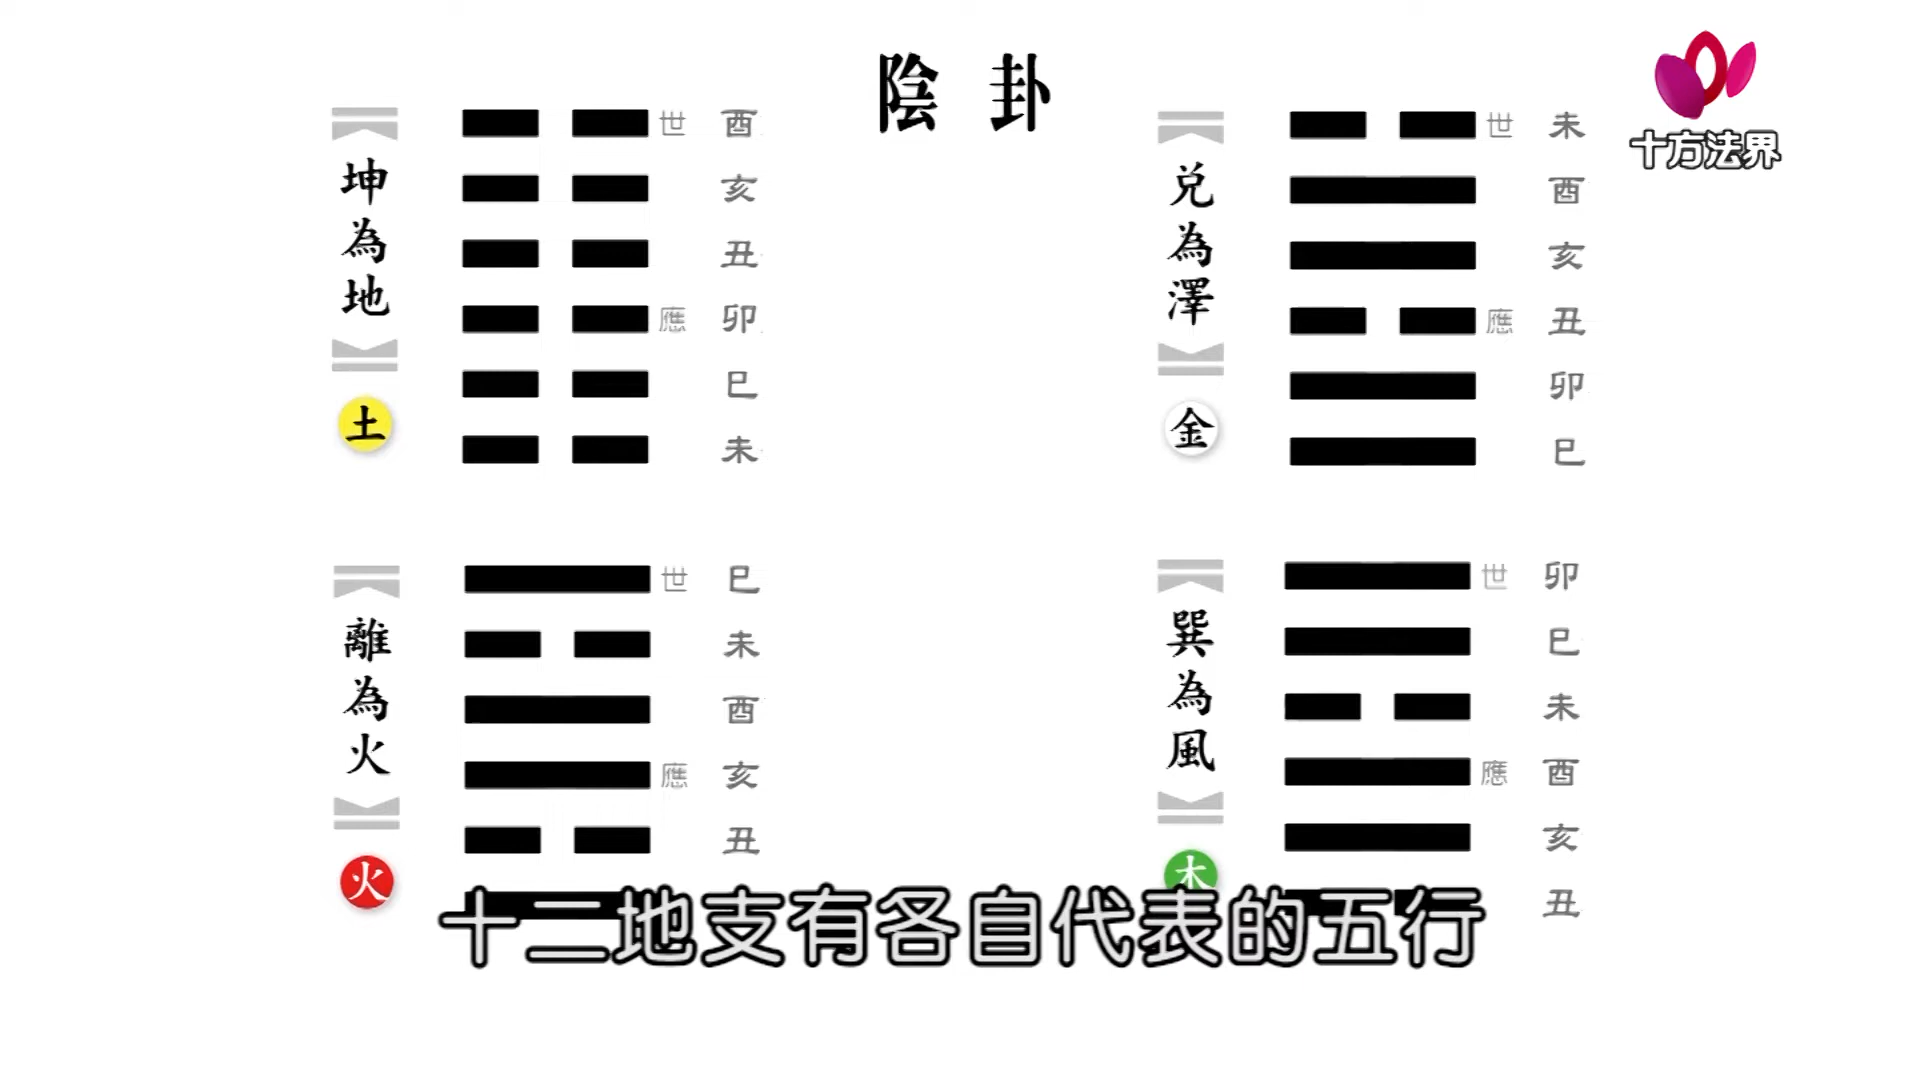 陰卦
十方法界
坤為地
土
世 酉
亥
丑
應 卯
巳
未
兌為澤
金
世 未
酉
亥
應 丑
卯
巳
離為火
火
世 巳
未
酉
應 亥
丑
巽為風
木
世 卯
巳
未
應 酉
亥
丑
十二地支有各自代表的五行